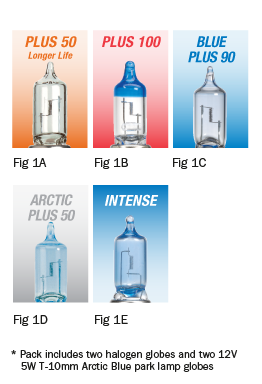 PLUS 50
Longer Life
PLUS 100
BLUE
PLUS 90
Fig 1A
Fig 1B
Fig 1C
ARCTIC
PLUS 50
INTENSE
Fig 1D
Fig 1E
* Pack includes two halogen globes and two 12V
5W T-10mm Arctic Blue park lamp globes